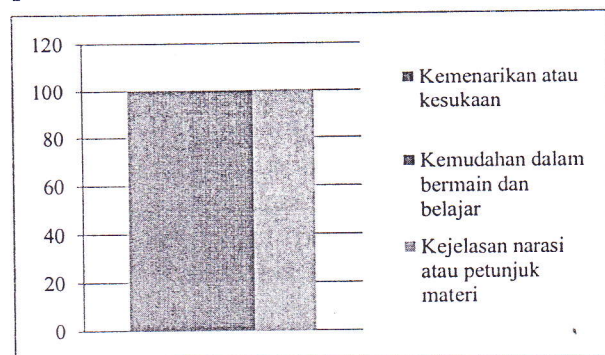 120
100
80
60
40
20
0
Kemenarikan atau
kesukaan
Kemudahan dalam
bermain dan
belajar
Kejelasan narasi
atau petunjuk
materi